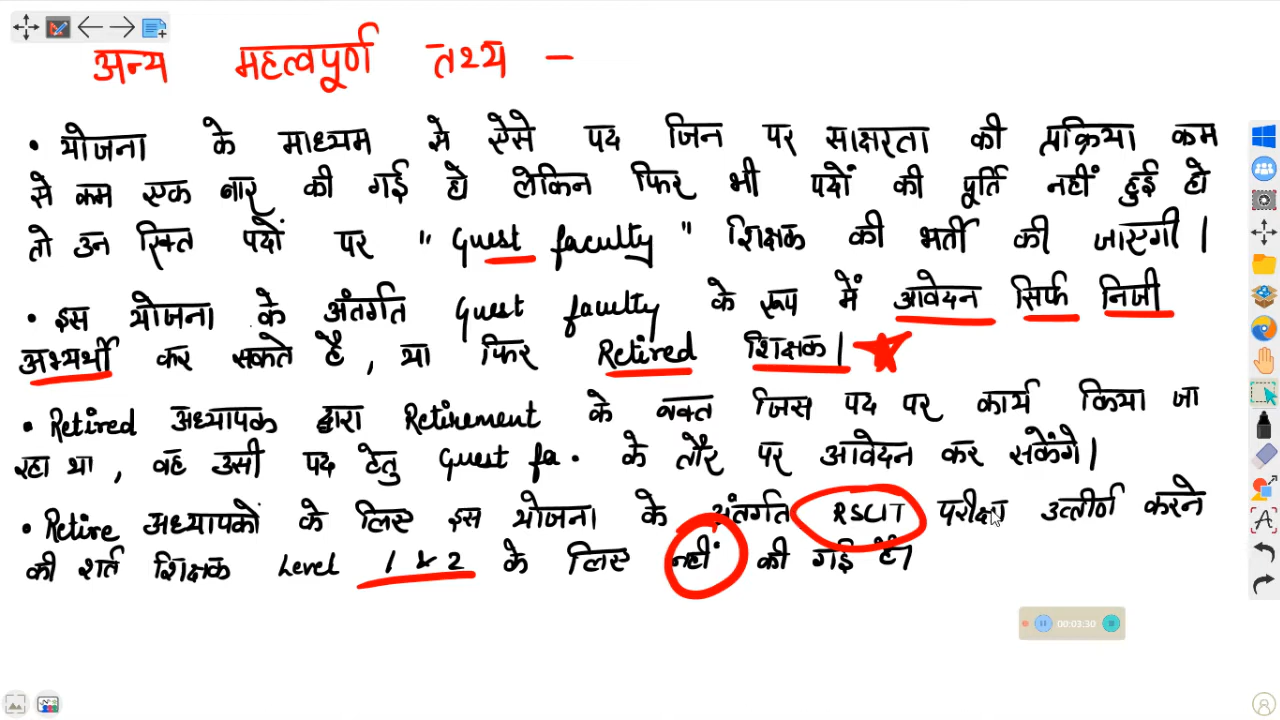 अन्य महत्वपूर्ण तथ्य -
• योजना के माध्यम से ऐसे पद जिन पर साक्षरता की प्रक्रिया कम
से कम एक बार की गई हो लेकिन फिर भी पदों की पूर्ति नहीं हुई हो
तो उन रिक्त पदों पर " Guest faculty " शिक्षक की भर्ती की जाएगी |
• इस योजना के अंतर्गत Guest faculty के रूप में आवेदन सिर्फ निजी
अभ्यर्थी कर सकते है , या फिर Retired शिक्षक |
• Retired अध्यापक द्वारा Retirement के वक्त जिस पद पर कार्य किया जा
रहा था , वह उसी पद हेतु Guest fa. के तौर पर आवेदन कर सकेंगे |
• Retire अध्यापकों के लिए इस योजना के अंतर्गत RSCIT परीक्षा उत्तीर्ण करने
की शर्त शिक्षक Level 1 & 2 के लिए नहीं की गई है |
00:03:30